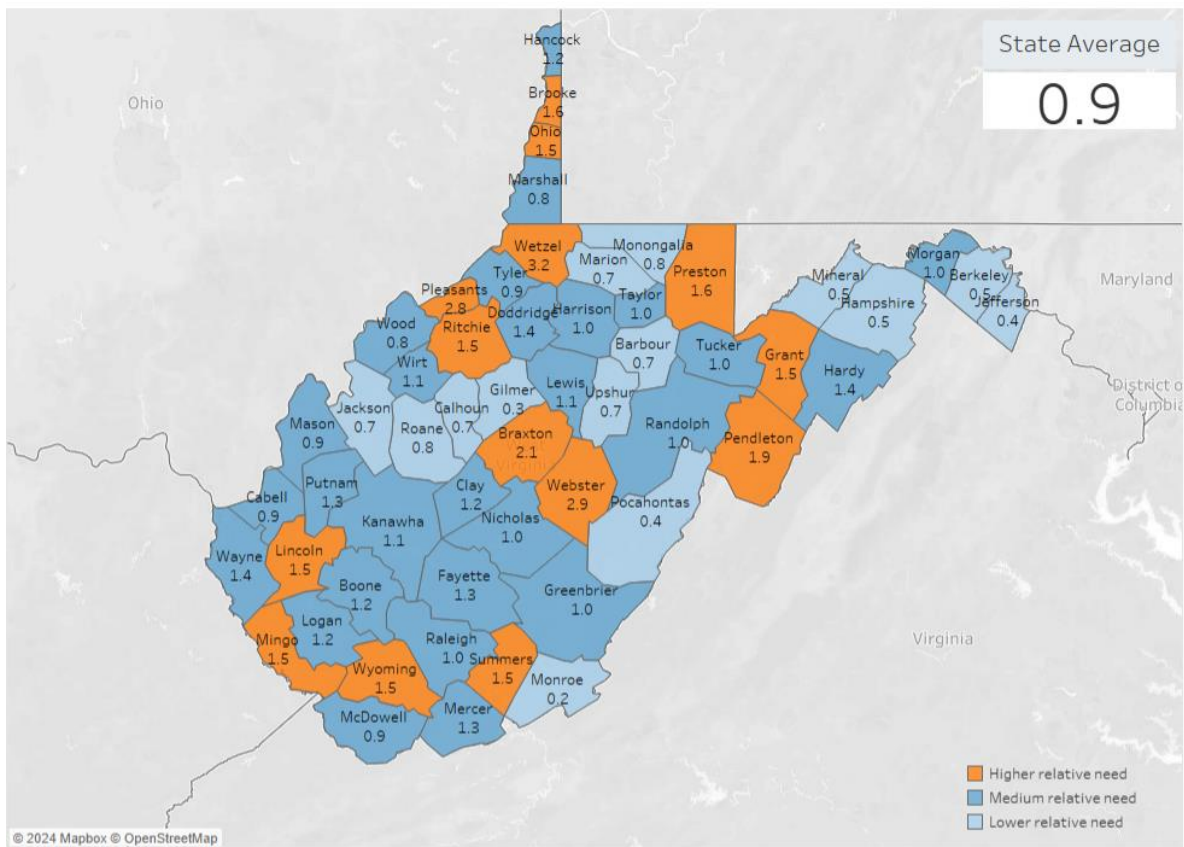 State Average
0.9
Ohio
Hancock
1.2
Brooke
1.6
Ohio
1.5
Marshall
0.8
Wetzel
3.2
Monongalia
0.8
Marion
0.7
Preston
1.6
Tyler
0.9
Pleasants
2.8
Doddridge
1.4
Harrison
1.0
Taylor
1.0
Mineral
0.5
Hampshire
0.5
Morgan
1.0
Berkeley
0.5
Jefferson
0.4
Maryland
Wood
0.8
Ritchie
1.5
Barbour
0.7
Tucker
1.0
Grant
1.5
Hardy
1.4
District of
Columbia
Wirt
1.1
Gilmer
0.3
Lewis
1.1
Upshur
0.7
Jackson
0.7
Roane
0.8
Calhoun
0.7
Mason
0.9
Braxton
2.1
Randolph
1.0
Pendleton
1.9
Webster
2.9
Pocahontas
0.4
Cabell
0.9
Putnam
1.3
Clay
1.2
Kanawha
1.1
Nicholas
1.0
Wayne
1.4
Lincoln
1.5
Boone
1.2
Fayette
1.3
Greenbrier
1.0
Logan
1.2
Mingo
1.5
Raleigh
1.0
Summers
1.5
Wyoming
1.5
Monroe
0.2
McDowell
0.9
Mercer
1.3
Virginia
Higher relative need
Medium relative need
Lower relative need
© 2024 Mapbox © OpenStreetMap